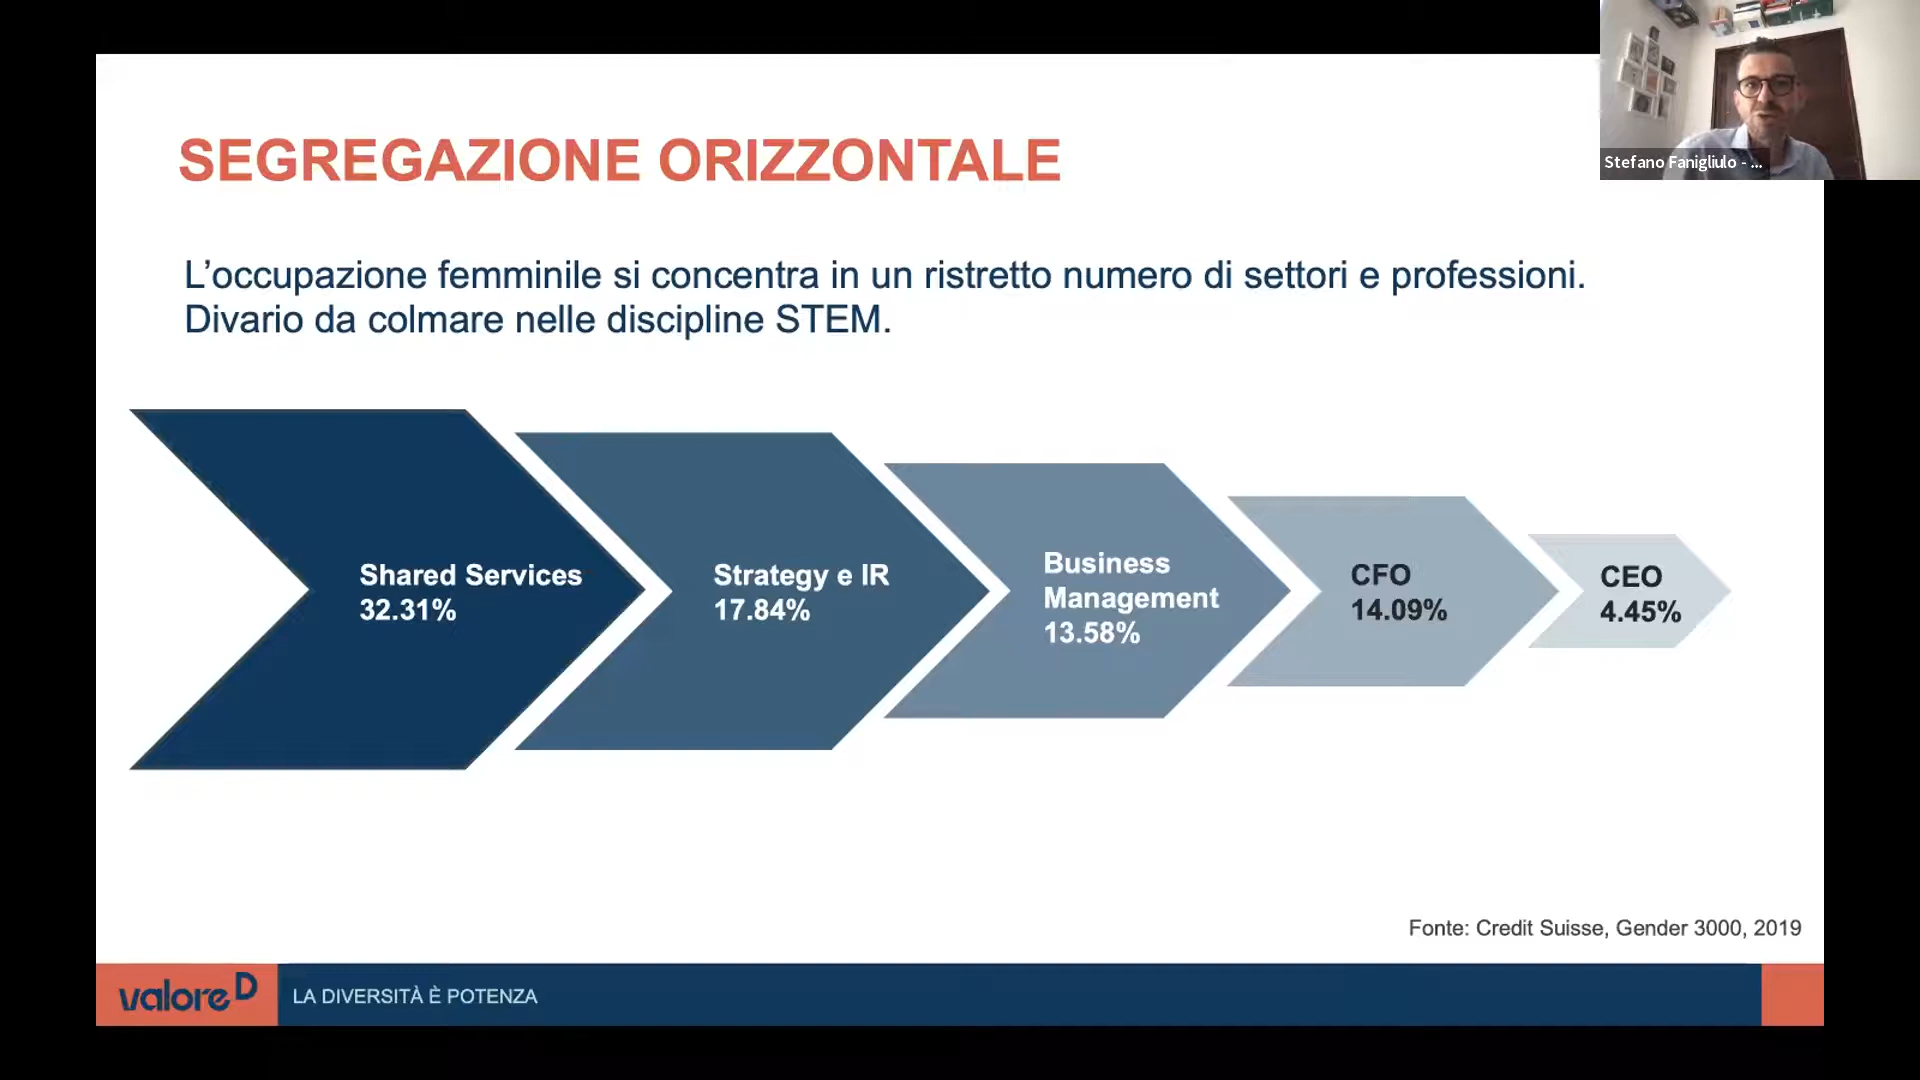 SEGREGAZIONE ORIZZONTALE
Stefano Fanigliulo - ...
L’occupazione femminile si concentra in un ristretto numero di settori e professioni.
Divario da colmare nelle discipline STEM.
Shared Services
32.31%
Strategy e IR
17.84%
Business
Management
13.58%
CFO
14.09%
CEO
4.45%
Fonte: Credit Suisse, Gender 3000, 2019
valoreD
LA DIVERSITÀ È POTENZA